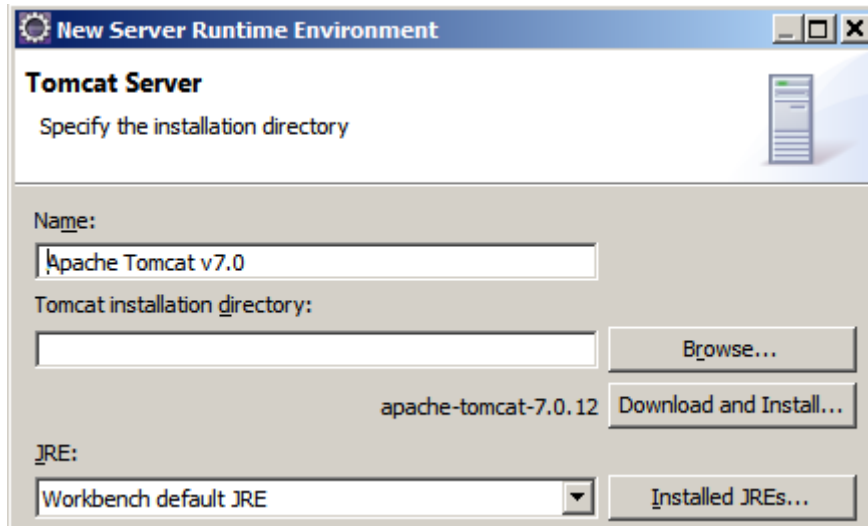 New Server Runtime Environment
Tomcat Server
Specify the installation directory
Name:
Apache Tomcat v7.0
Tomcat installation directory:
Browse...
apache-tomcat-7.0.12 Download and Install...
JRE:
Workbench default JRE Installed JREs...